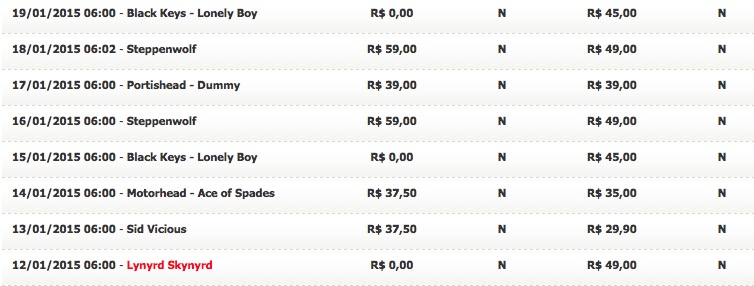 19/01/2015 06:00 - Black Keys - Lonely Boy R$ 0,00 N R$ 45,00 N
18/01/2015 06:02 - Steppenwolf R$ 59,00 N R$ 49,00 N
17/01/2015 06:00 - Portishead - Dummy R$ 39,00 N R$ 39,00 N
16/01/2015 06:00 - Steppenwolf R$ 59,00 N R$ 49,00 N
15/01/2015 06:00 - Black Keys - Lonely Boy R$ 0,00 N R$ 45,00 N
14/01/2015 06:00 - Motorhead - Ace of Spades R$ 37,50 N R$ 35,00 N
13/01/2015 06:00 - Sid Vicious R$ 37,50 N R$ 29,90 N
12/01/2015 06:00 - Lynyrd Skynyrd R$ 0,00 N R$ 49,00 N